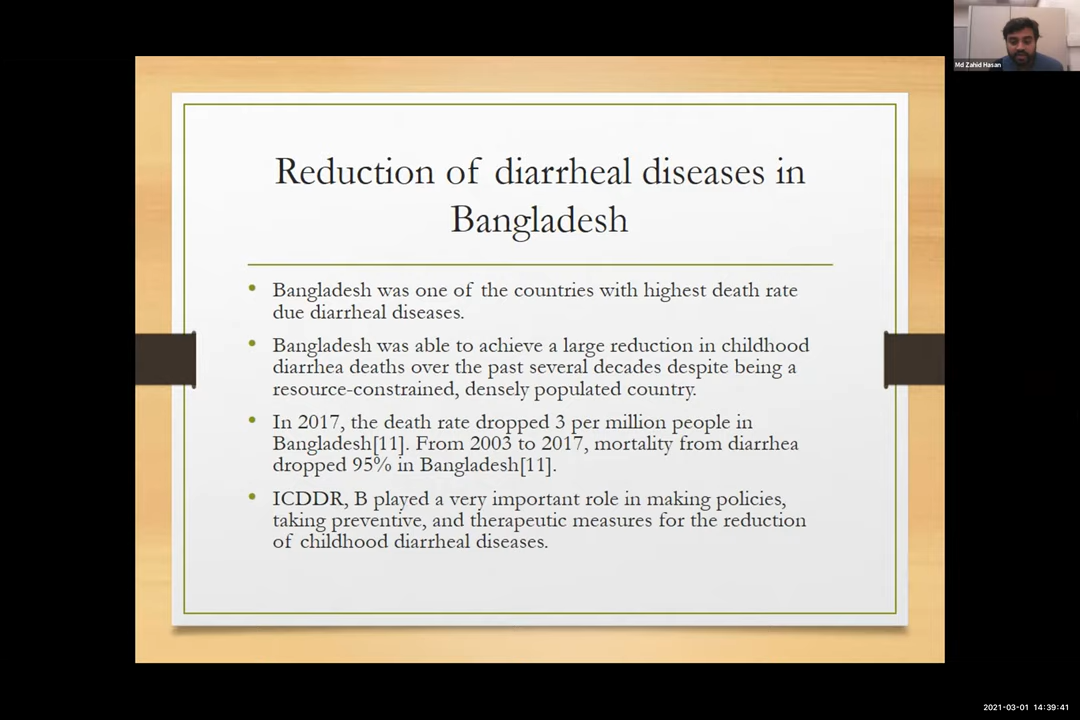 Md Zahid Hasan
Reduction of diarrheal diseases in
Bangladesh
• Bangladesh was one of the countries with highest death rate
due diarrheal diseases.
• Bangladesh was able to achieve a large reduction in childhood
diarrhea deaths over the past several decades despite being a
resource-constrained, densely populated country.
• In 2017, the death rate dropped 3 per million people in
Bangladesh[11]. From 2003 to 2017, mortality from diarrhea
dropped 95% in Bangladesh[11].
• ICDDR, B played a very important role in making policies,
taking preventive, and therapeutic measures for the reduction
of childhood diarrheal diseases.
2021-03-01 14:39:41